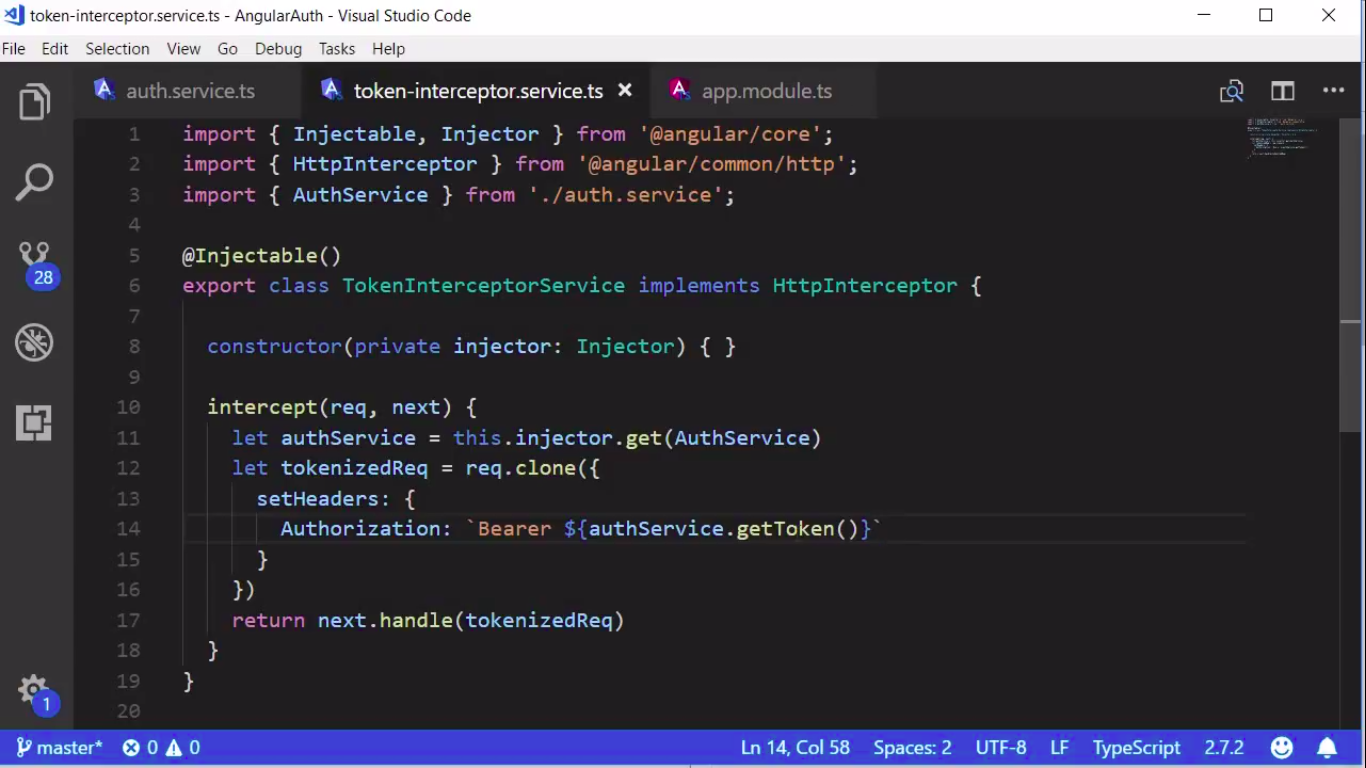 token-interceptor.service.ts - AngularAuth - Visual Studio Code
File Edit Selection View Go Debug Tasks Help
auth.service.ts token-interceptor.service.ts app.module.ts
1 import { Injectable, Injector } from '@angular/core';
2 import { HttpInterceptor } from '@angular/common/http';
3 import { AuthService } from './auth.service';
4
5 @Injectable()
6 export class TokenInterceptorService implements HttpInterceptor {
7
8 constructor(private injector: Injector) { }
9
10 intercept(req, next) {
11 let authService = this.injector.get(AuthService)
12 let tokenizedReq = req.clone({
13 setHeaders: {
14 Authorization: `Bearer ${authService.getToken()}`
15 }
16 })
17 return next.handle(tokenizedReq)
18 }
19 }
20
28
1
master* 0 0 Ln 14, Col 58 Spaces: 2 UTF-8 LF TypeScript 2.7.2